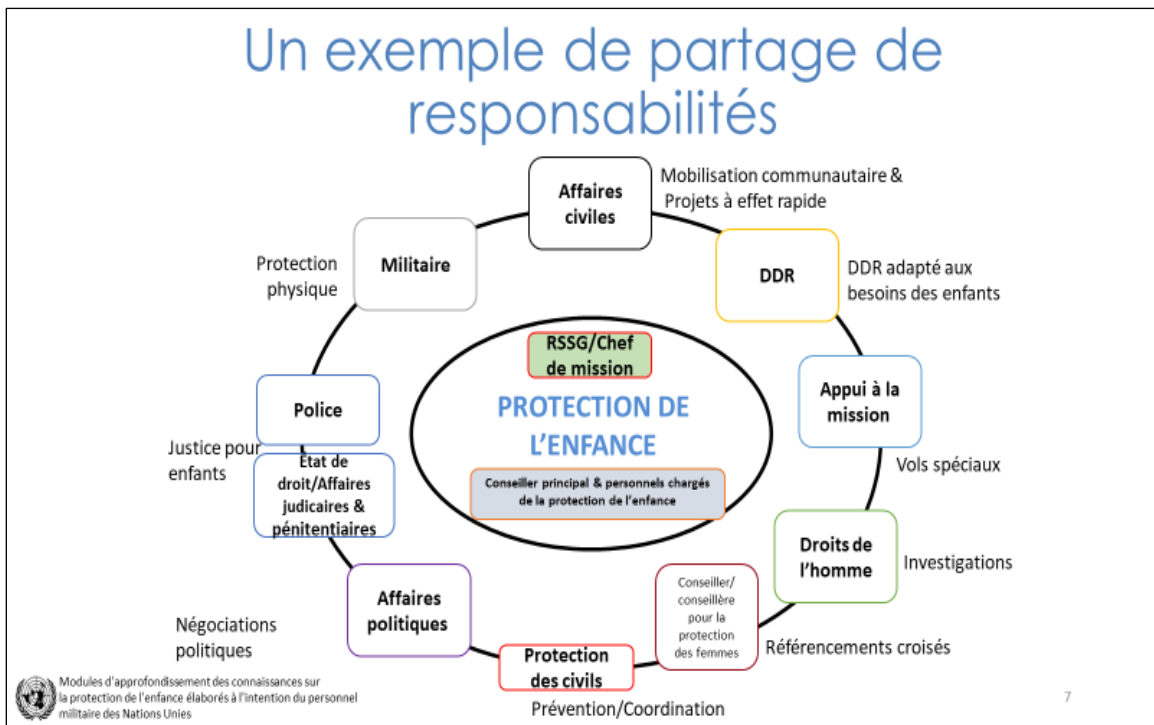 Un exemple de partage de
responsabilités
Affaires
civiles
Mobilisation communautaire &
Projets à effet rapide
Militaire
Protection
physique
DDR
DDR adapté aux
besoins des enfants
RSSG/Chef
de mission
PROTECTION DE
L’ENFANCE
Conseiller principal & personnels chargés
de la protection de l’enfance
Appui à la
mission
Vols spéciaux
Police
Justice pour
enfants
Etat de
droit/Affaires
judicaires &
pénitentiaires
Droits de
l’homme
Investigations
Conseiller/
conseillère
pour la
protection
des femmes
Référencements croisés
Affaires
politiques
Négociations
politiques
Protection
des civils
Prévention/Coordination
Modules d’approfondissement des connaissances sur
la protection de l’enfance élaborés à l’intention du personnel
militaire des Nations Unies
7